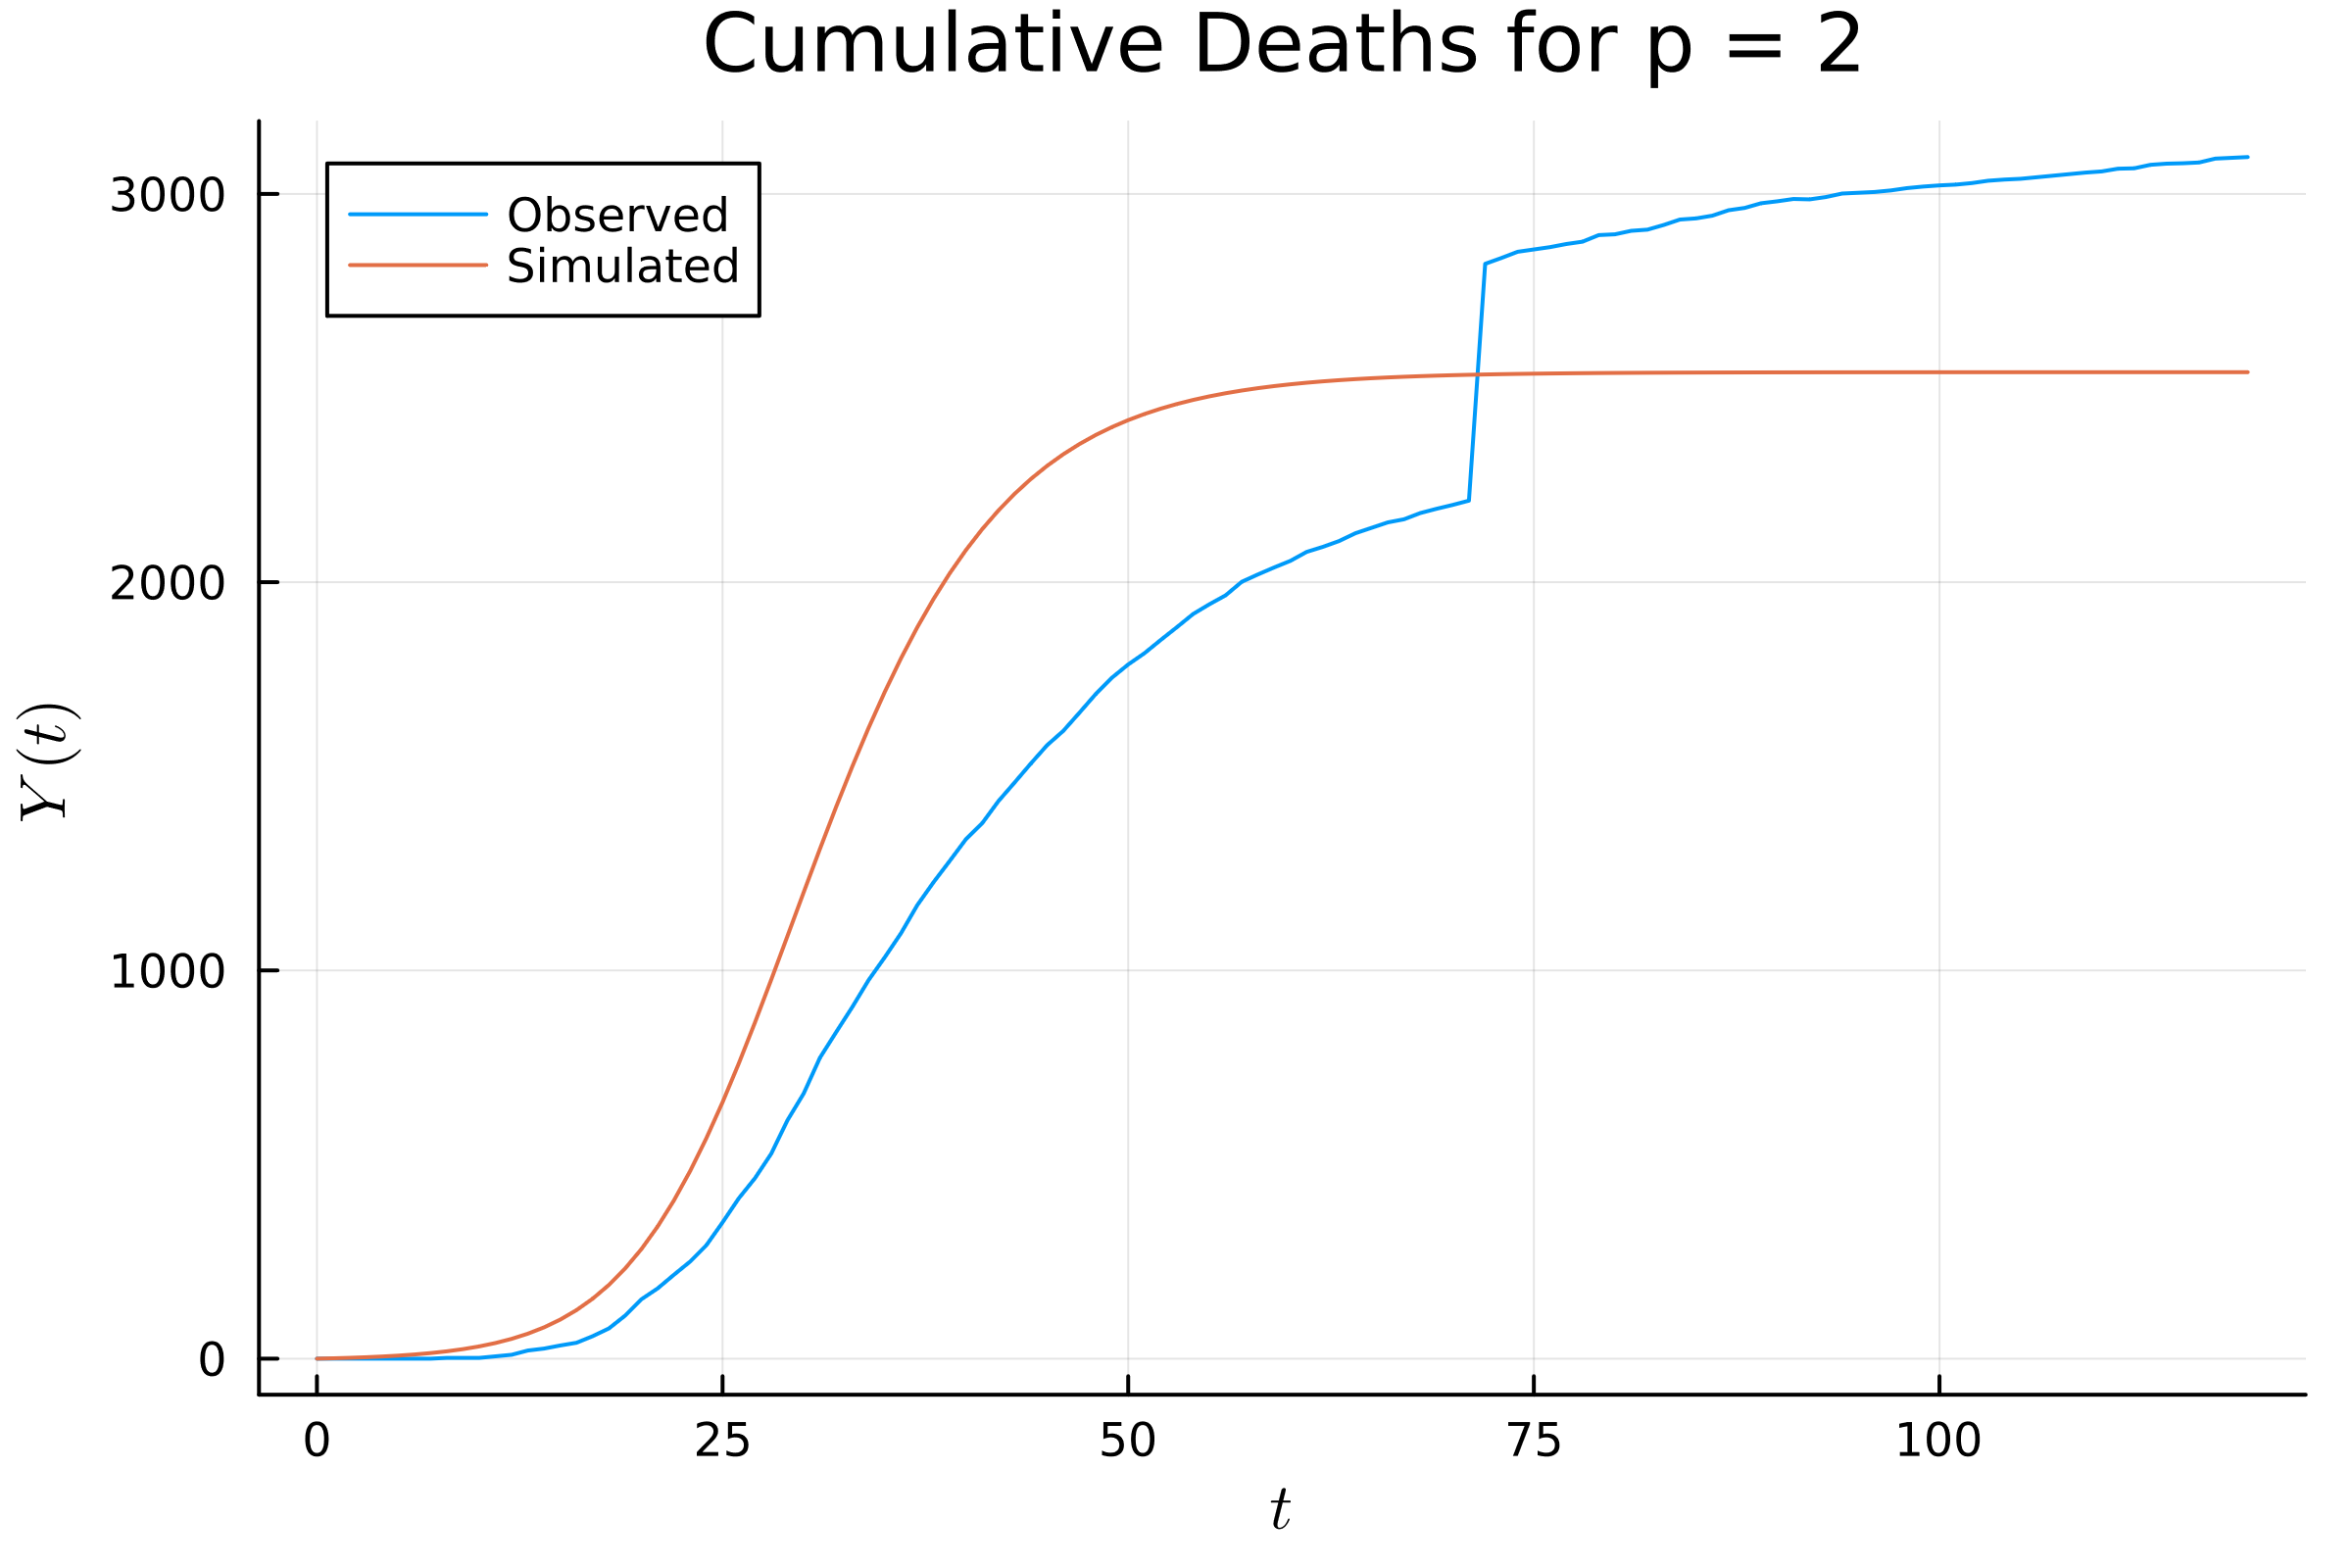 Cumulative Deaths for p = 2
Observed
Simulated
3000
2000
1000
0
Y(t)
0 25 50 75 100
t